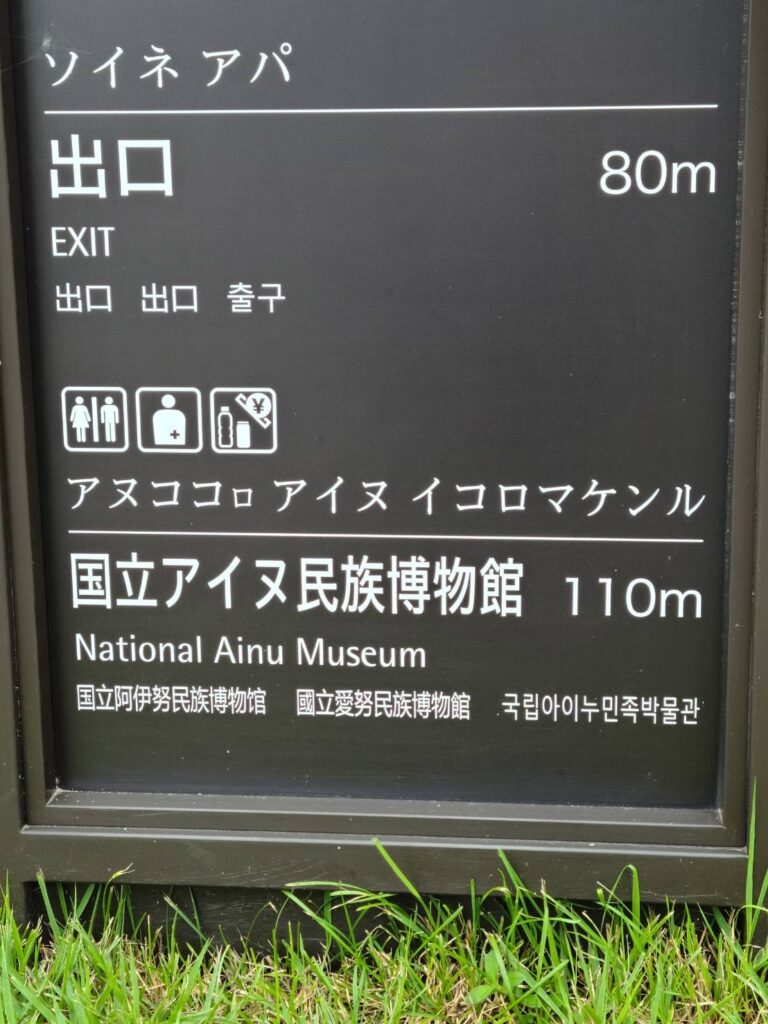 ソイネ アパ
出口 80m
EXIT
出口 出口 출구
¥
アヌココㇿ アイヌ イコロマケンル
国立アイヌ民族博物館 110m
National Ainu Museum
国立阿伊努民族博物馆 國立愛努民族博物館 국립아이누민족박물관